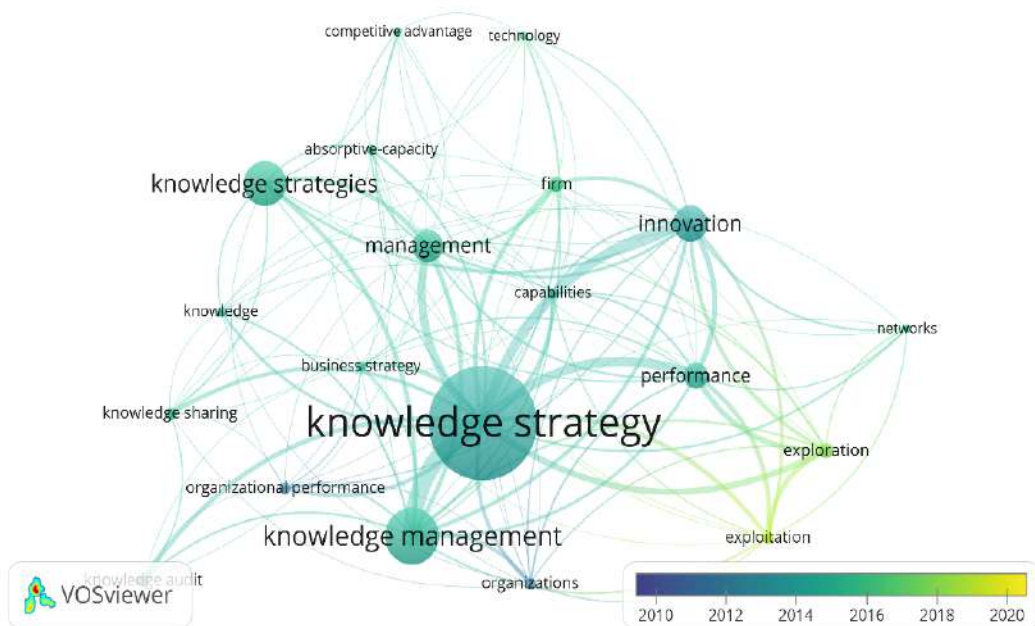 competitive advantage
technology
absorptive-capacity
knowledge strategies
firm
innovation
management
capabilities
knowledge
networks
business strategy
performance
knowledge sharing
knowledge strategy
exploration
organizational performance
knowledge management
exploitation
knowledge audit
organizations
VOSviewer
2010 2012 2014 2016 2018 2020